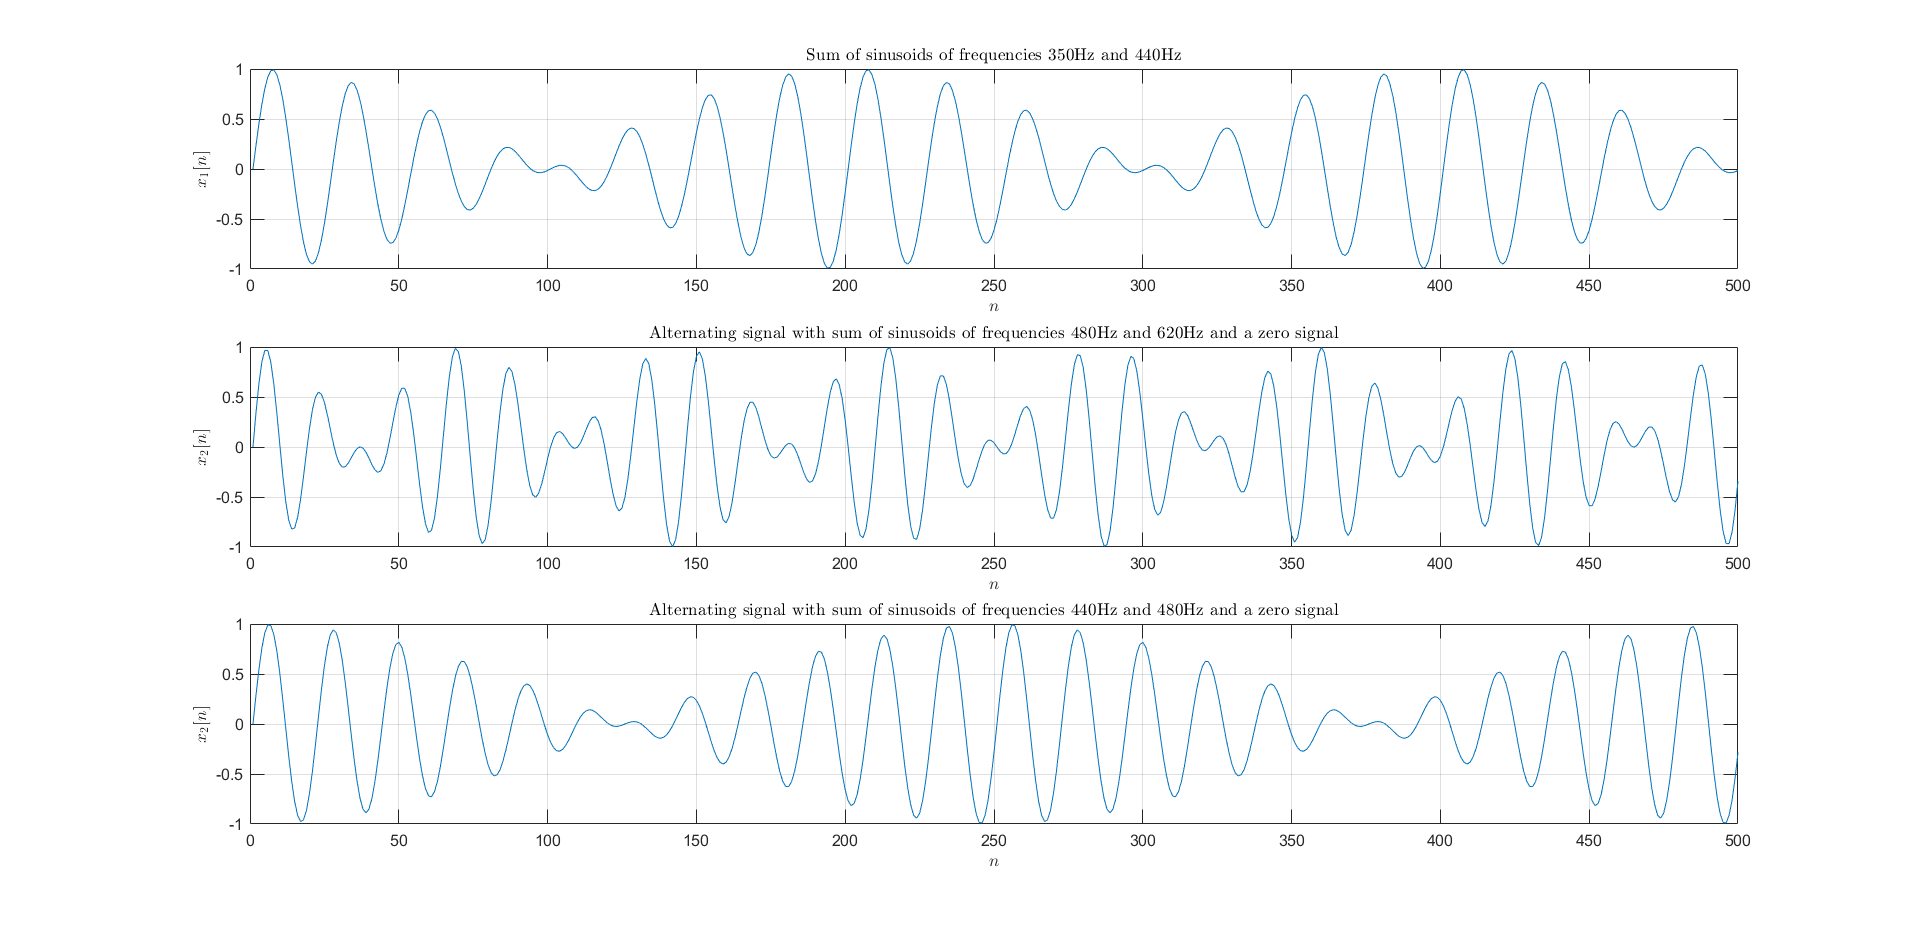 Sum of sinusoids of frequencies 350Hz and 440Hz
1
0.5
0
-0.5
-1
x₁[n]
0 50 100 150 200 250 300 350 400 450 500
n
Alternating signal with sum of sinusoids of frequencies 480Hz and 620Hz and a zero signal
1
0.5
0
-0.5
-1
x₂[n]
0 50 100 150 200 250 300 350 400 450 500
n
Alternating signal with sum of sinusoids of frequencies 440Hz and 480Hz and a zero signal
1
0.5
0
-0.5
-1
x₂[n]
0 50 100 150 200 250 300 350 400 450 500
n